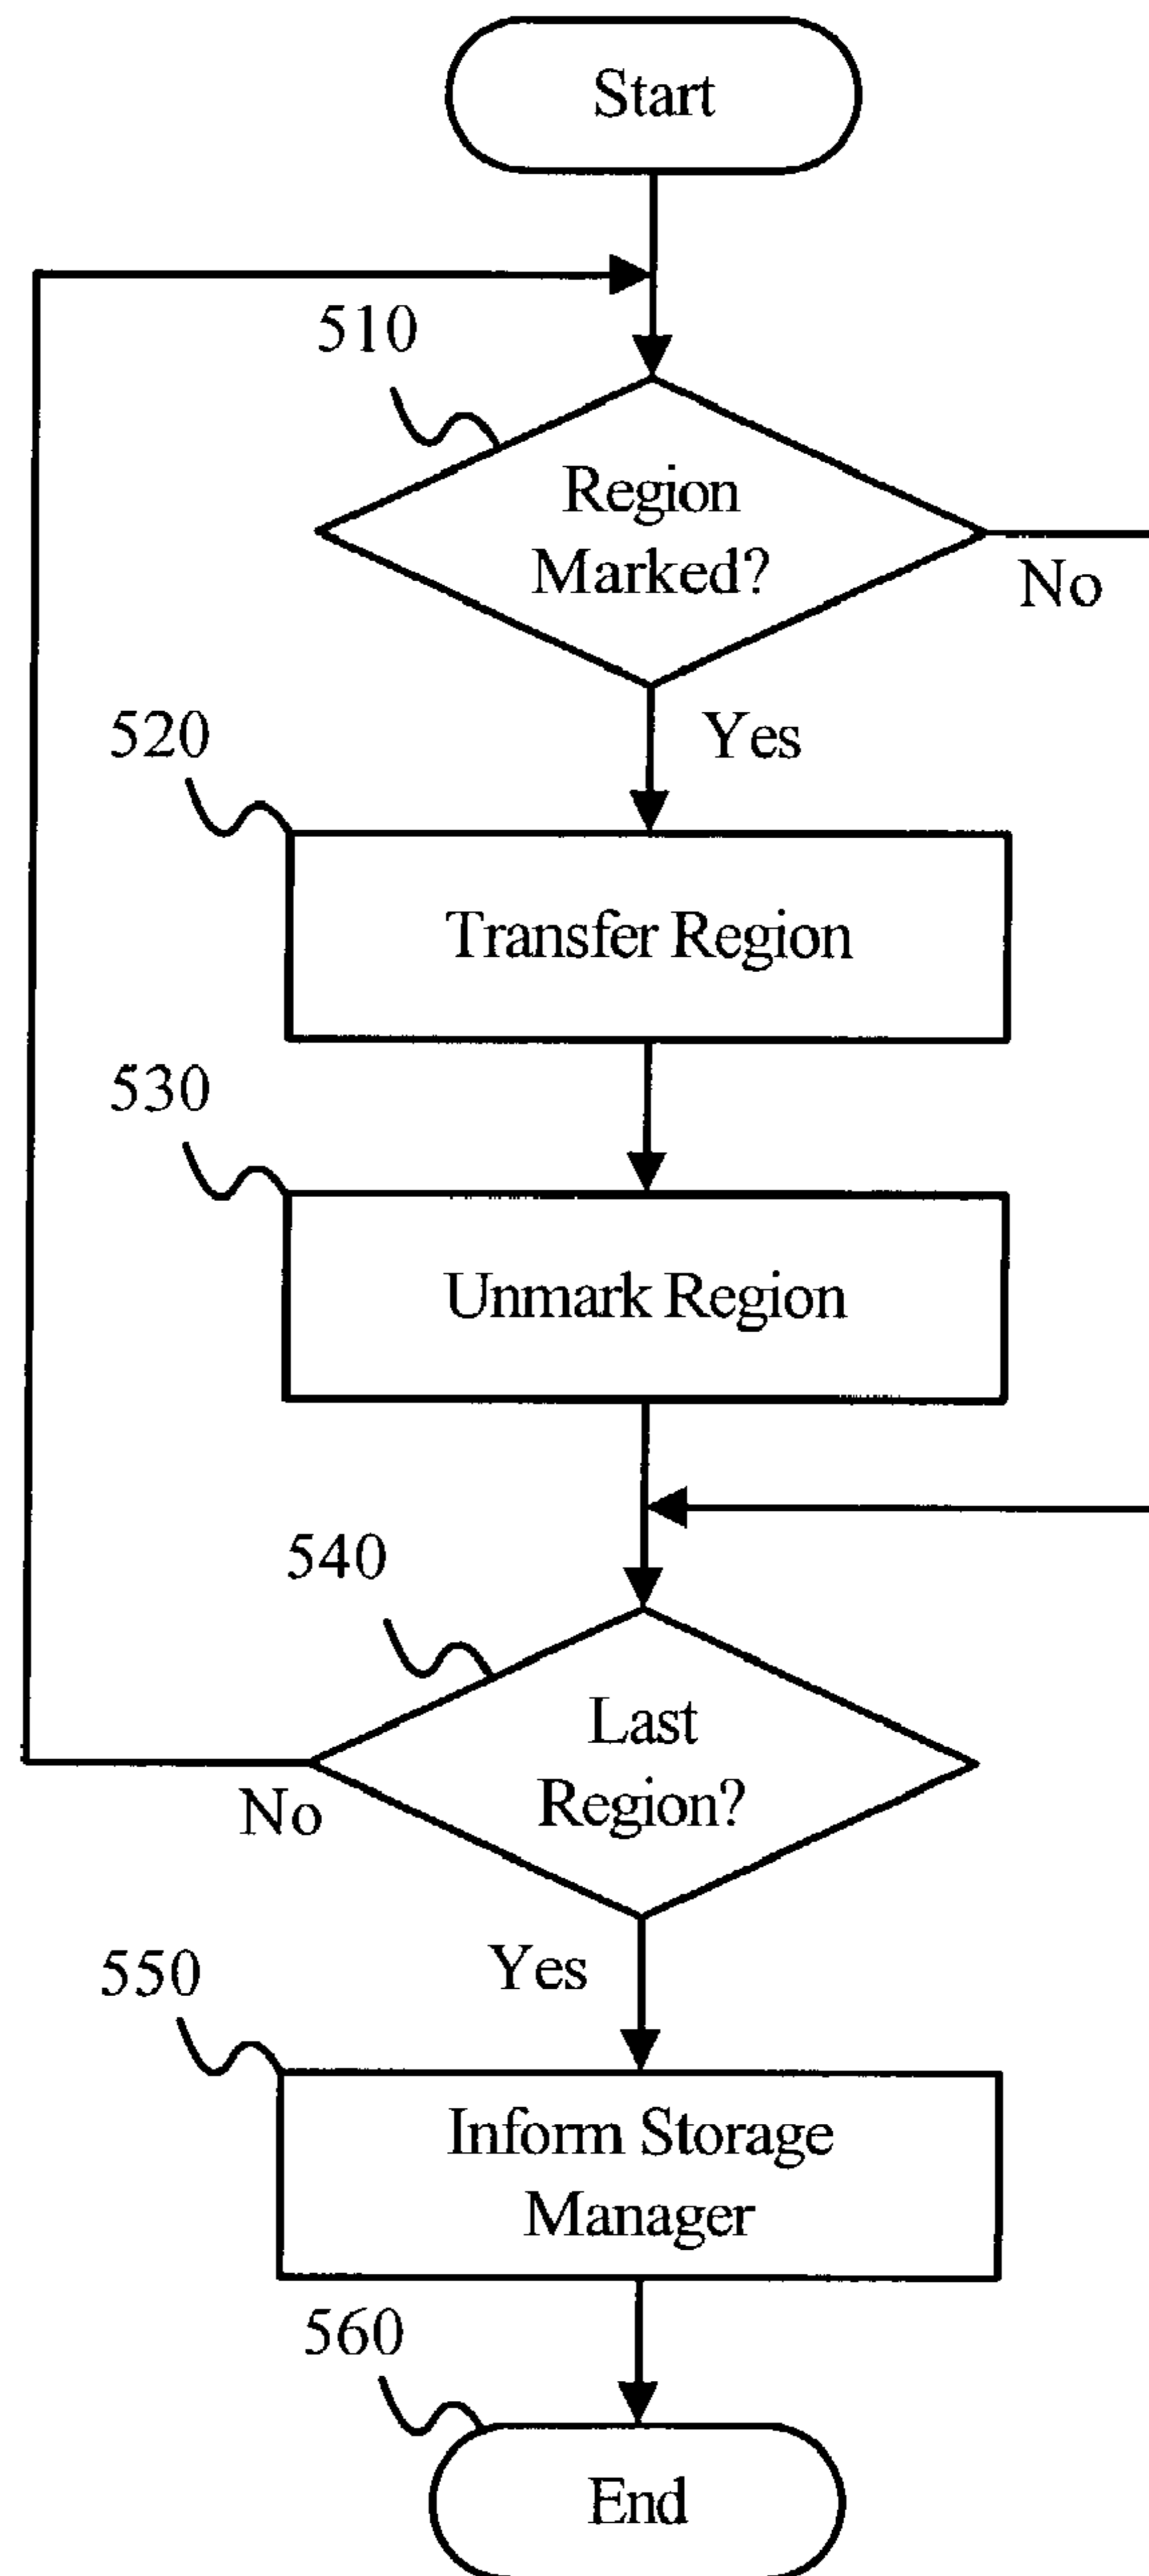 Start
510
Region
Marked?
No
Yes
520
Transfer Region
530
Unmark Region
540
Last
Region?
No
Yes
550
Inform Storage
Manager
560
End